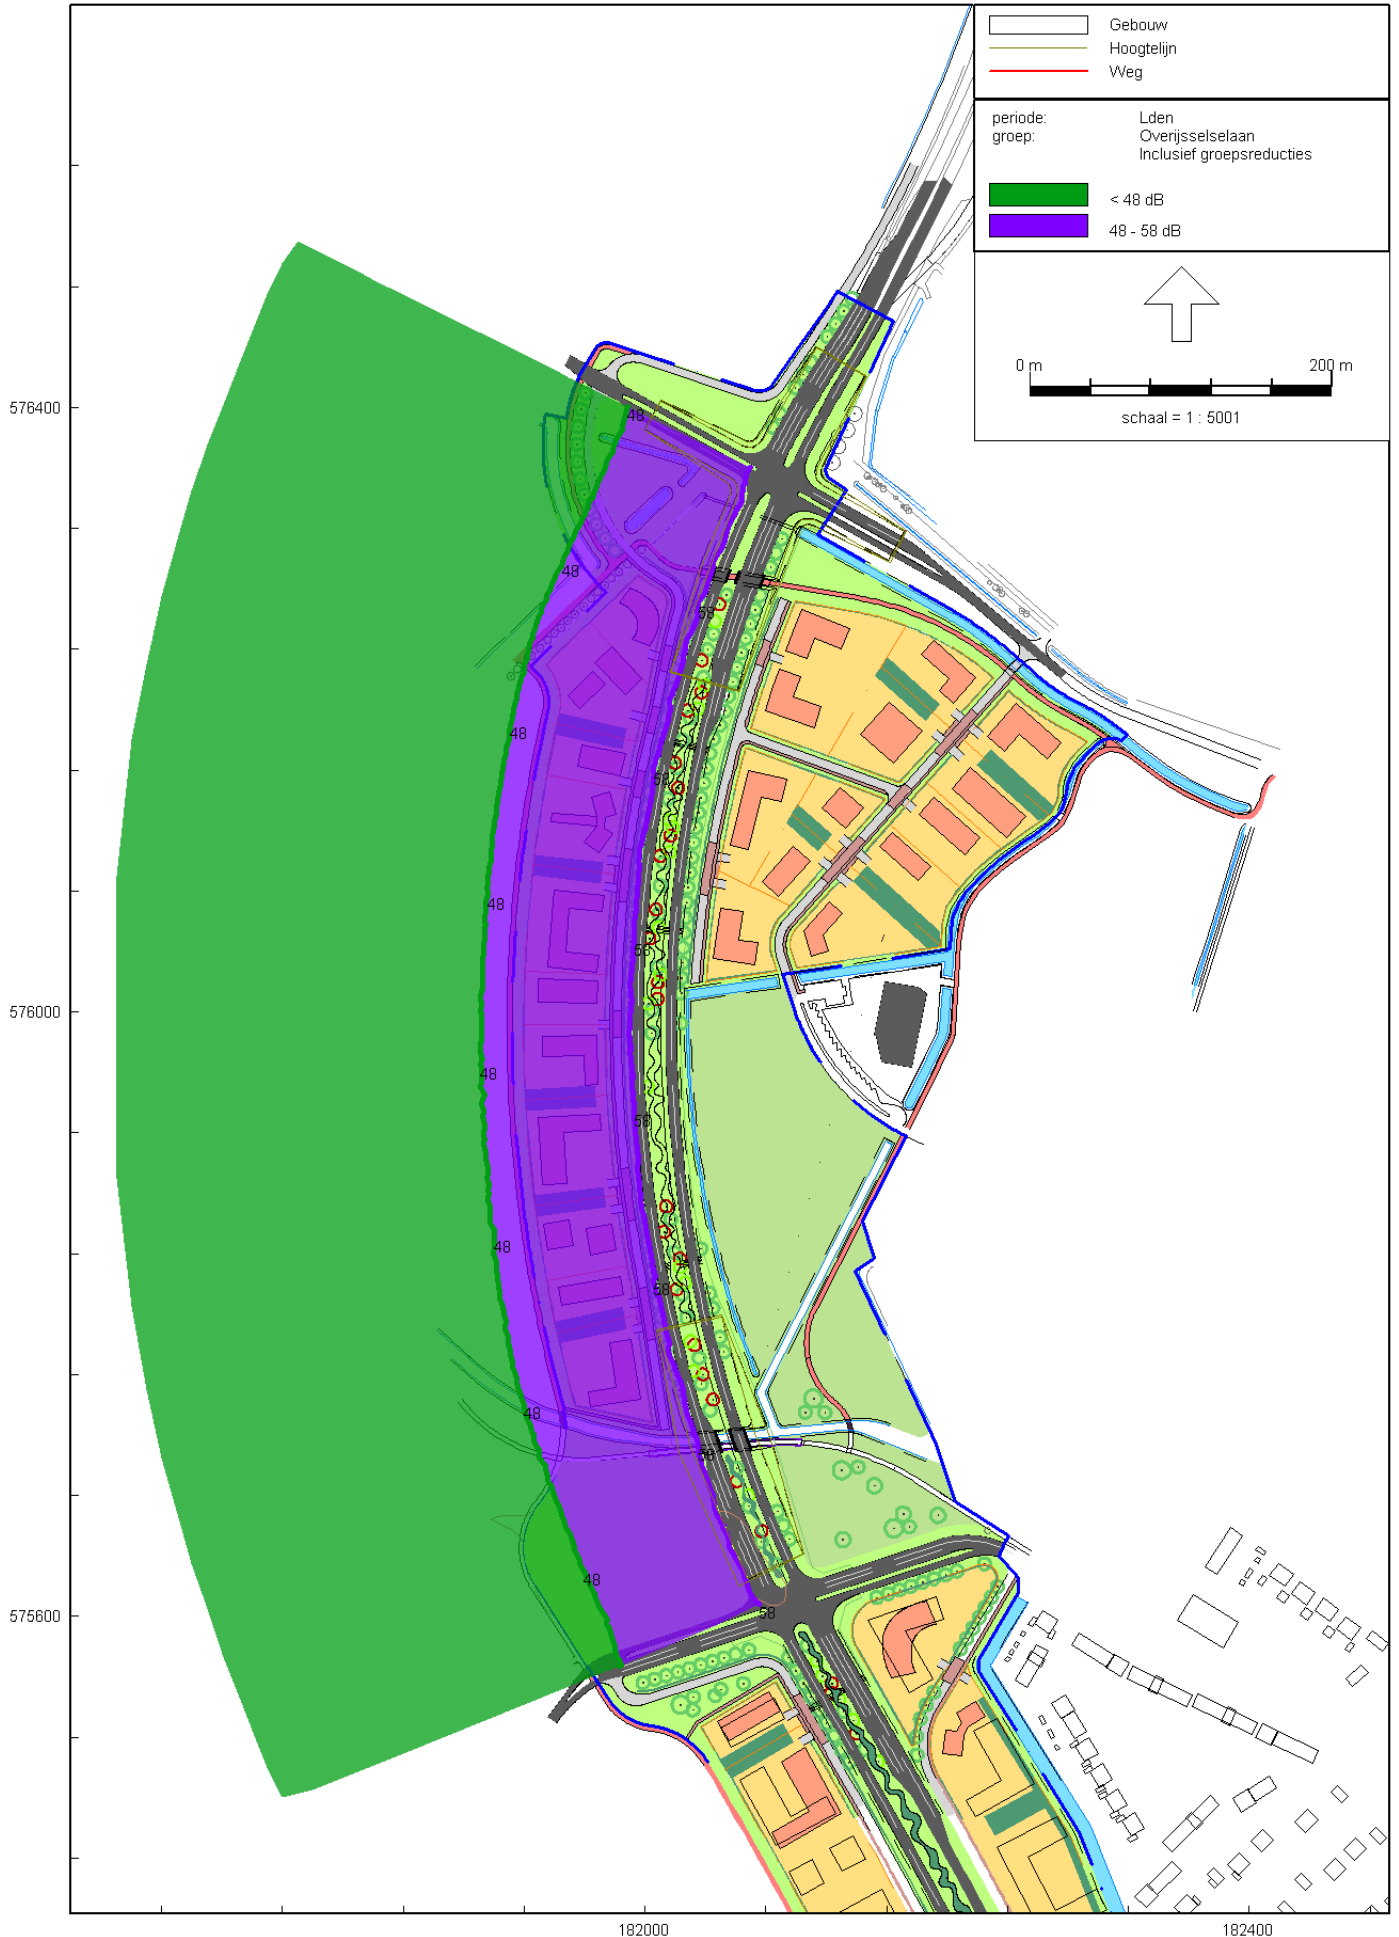 Gebouw
Hoogtelijn
Weg
periode: Lden
groep: Overijsselselaan
Inclusief groepsreducties
< 48 dB
48 - 58 dB
0 m 200 m
schaal = 1 : 5001
576400
48
48
58
48
58
48
58
576000
48
58
48
58
48
58
48
58
575600
182000 182400